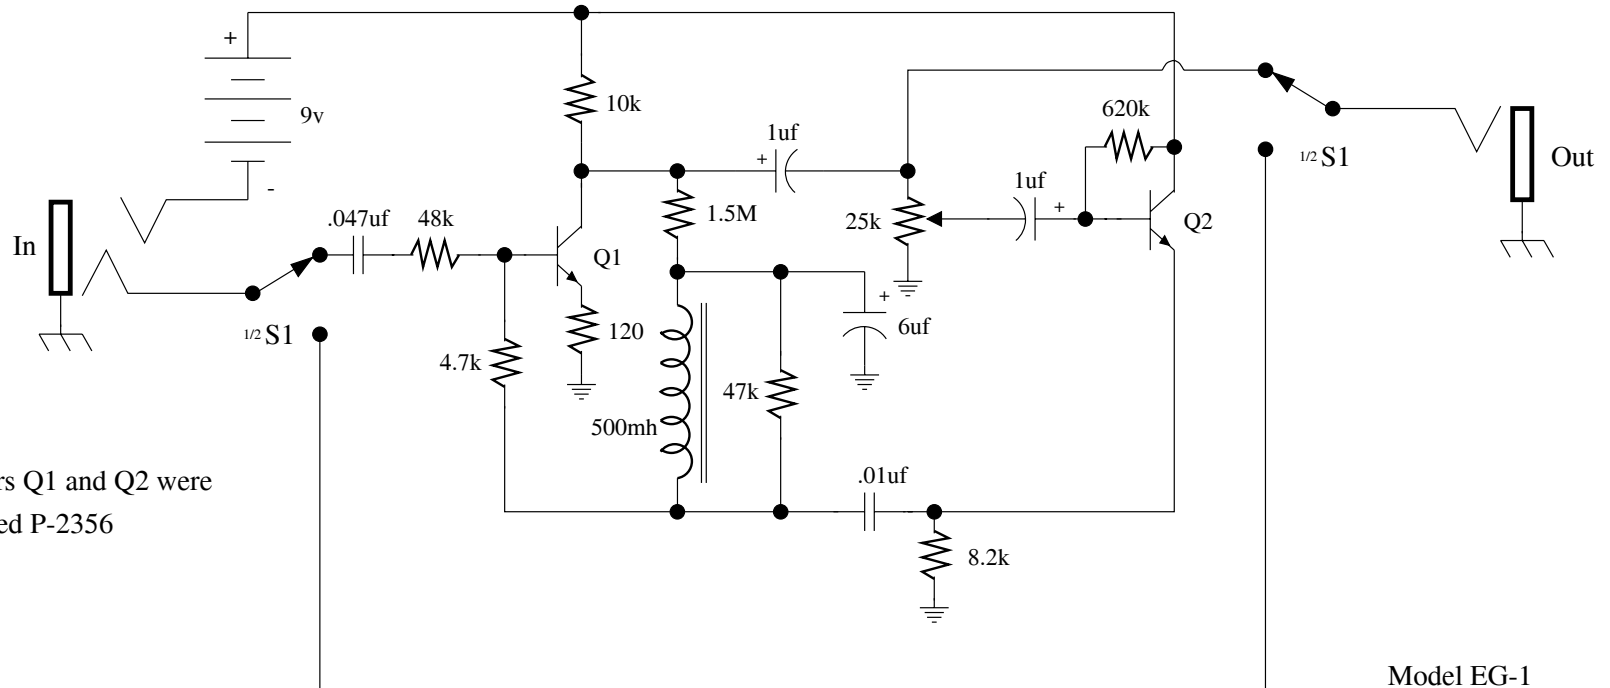 +
9v
-
10k
1uf
+
620k
1/2 S1
Out
In
.047uf
48k
Q1
1.5M
25k
1uf
+
Q2
1/2 S1
4.7k
120
+
6uf
47k
500mh
.01uf
8.2k
rs Q1 and Q2 were
ed P-2356
Model EG-1